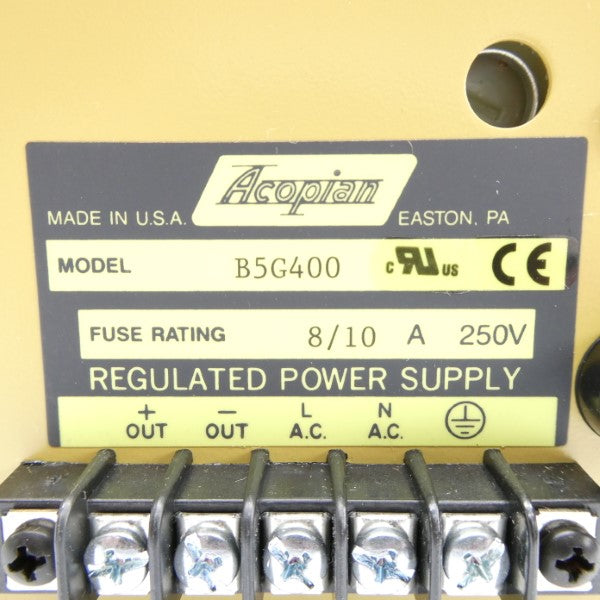 Acopian
MADE IN U.S.A. EASTON, PA
MODEL B5G400 c RU US CE
FUSE RATING 8/10 A 250V
REGULATED POWER SUPPLY
+ − L N
OUT OUT A.C. A.C.